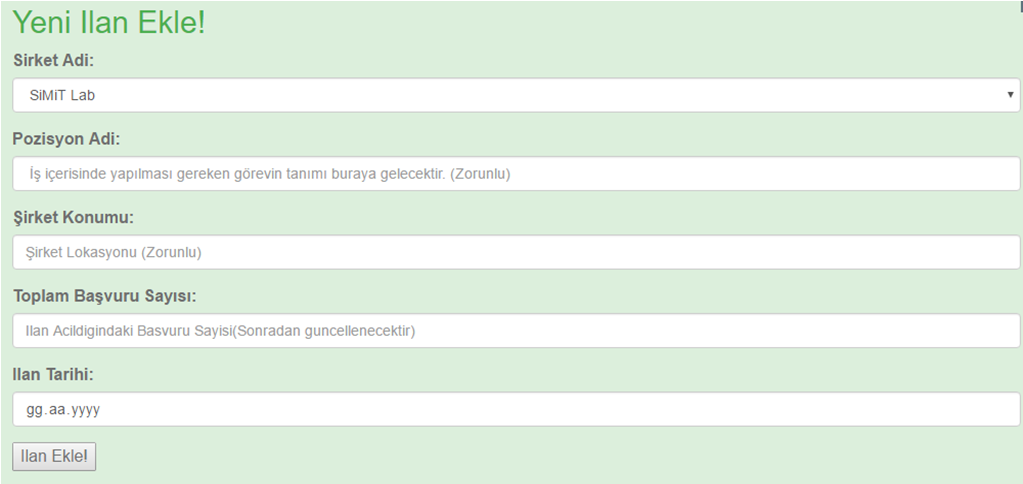 Yeni Ilan Ekle!
Sirket Adi:
SiMiT Lab
Pozisyon Adi:
İş içerisinde yapılması gereken görevin tanımı buraya gelecektir. (Zorunlu)
Şirket Konumu:
Şirket Lokasyonu (Zorunlu)
Toplam Başvuru Sayısı:
Ilan Acildigindaki Basvuru Sayisi(Sonradan guncellenecektir)
Ilan Tarihi:
gg.aa.yyyy
Ilan Ekle!